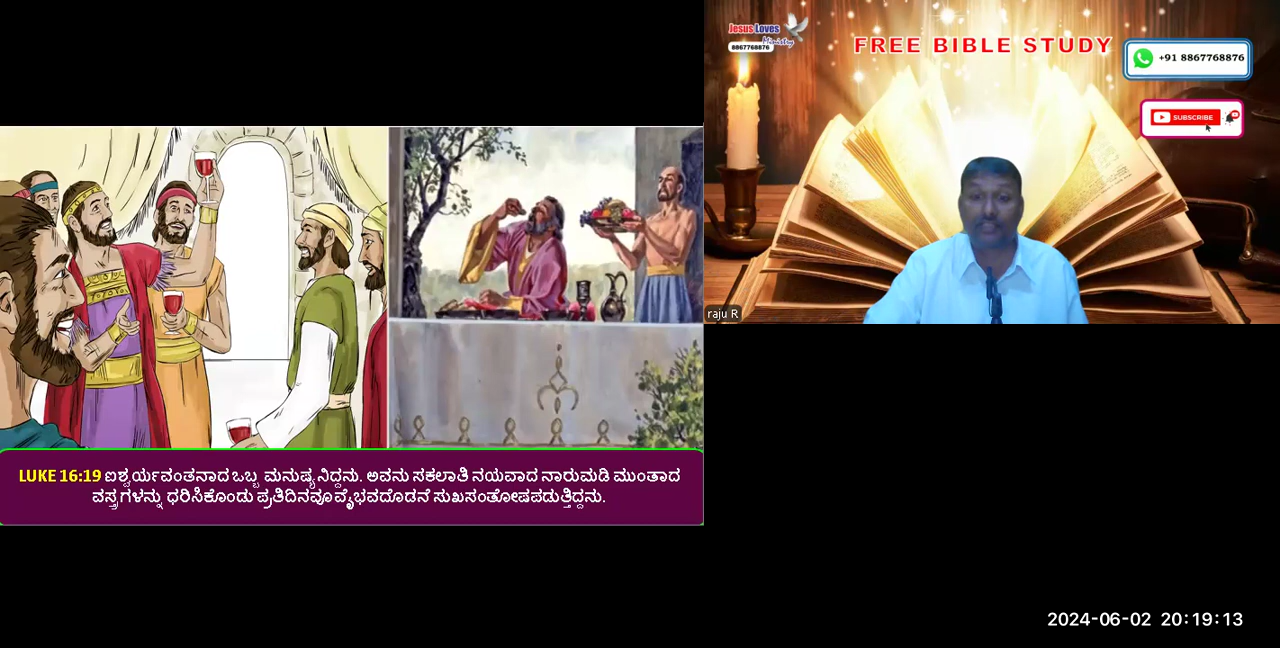 LUKE 16:19 ಐಶ್ವರ್ಯವಂತನಾದ ಒಬ್ಬ ಮನುಷ್ಯನಿದ್ದನು. ಅವನು ಸಕಲಾತಿ ನಯವಾದ ನಾರುಮಡಿ ಮುಂತಾದ
ವಸ್ತ್ರಗಳನ್ನು ಧರಿಸಿಕೊಂಡು ಪ್ರತಿದಿನವೂ ವೈಭವದೊಡನೆ ಸುಖಸಂತೋಷಪಡುತ್ತಿದ್ದನು.
Jesus Loves
Ministry
8867768876
FREE BIBLE STUDY
+91 8867768876
SUBSCRIBE
raju R
2024-06-02 20:19:13